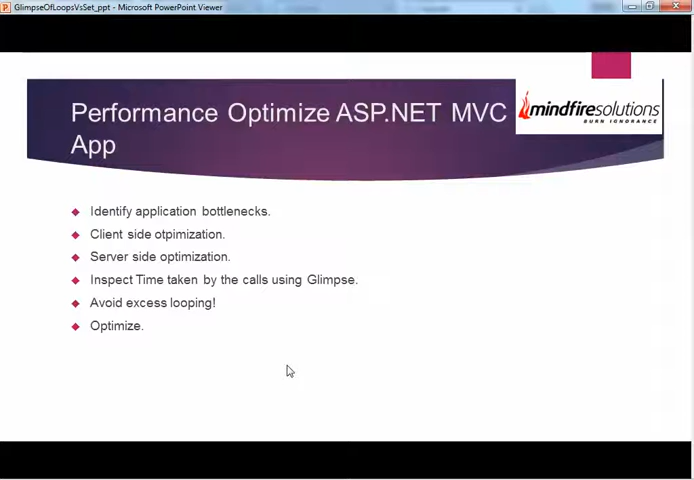 GlimpseOfLoopsVsSet_ppt - Microsoft PowerPoint Viewer
Performance Optimize ASP.NET MVC
App
mindfiresolutions
BURN IGNORANCE
Identify application bottlenecks.
Client side otpimization.
Server side optimization.
Inspect Time taken by the calls using Glimpse.
Avoid excess looping!
Optimize.